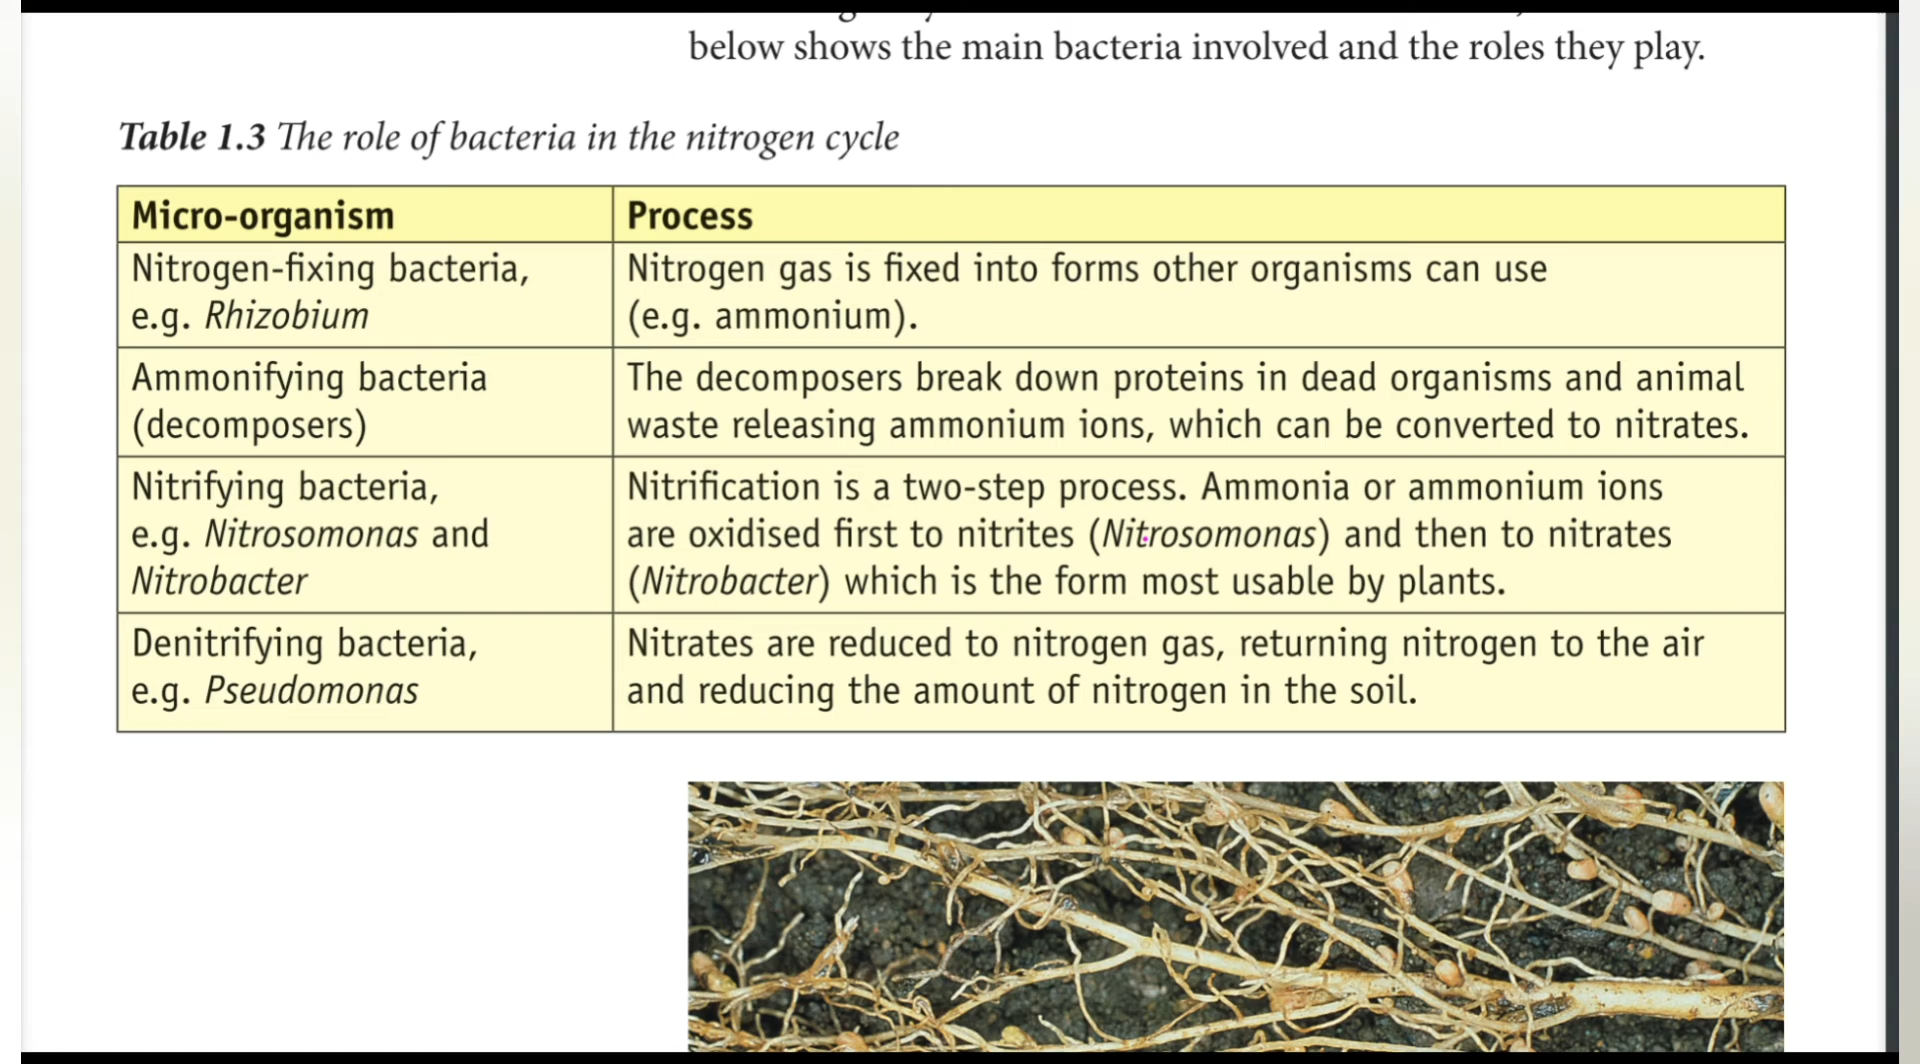 below shows the main bacteria involved and the roles they play.
Table 1.3 The role of bacteria in the nitrogen cycle
Micro-organism
Process
Nitrogen-fixing bacteria,
e.g. Rhizobium
Nitrogen gas is fixed into forms other organisms can use
(e.g. ammonium).
Ammonifying bacteria
(decomposers)
The decomposers break down proteins in dead organisms and animal
waste releasing ammonium ions, which can be converted to nitrates.
Nitrifying bacteria,
e.g. Nitrosomonas and
Nitrobacter
Nitrification is a two-step process. Ammonia or ammonium ions
are oxidised first to nitrites (Nitrosomonas) and then to nitrates
(Nitrobacter) which is the form most usable by plants.
Denitrifying bacteria,
e.g. Pseudomonas
Nitrates are reduced to nitrogen gas, returning nitrogen to the air
and reducing the amount of nitrogen in the soil.